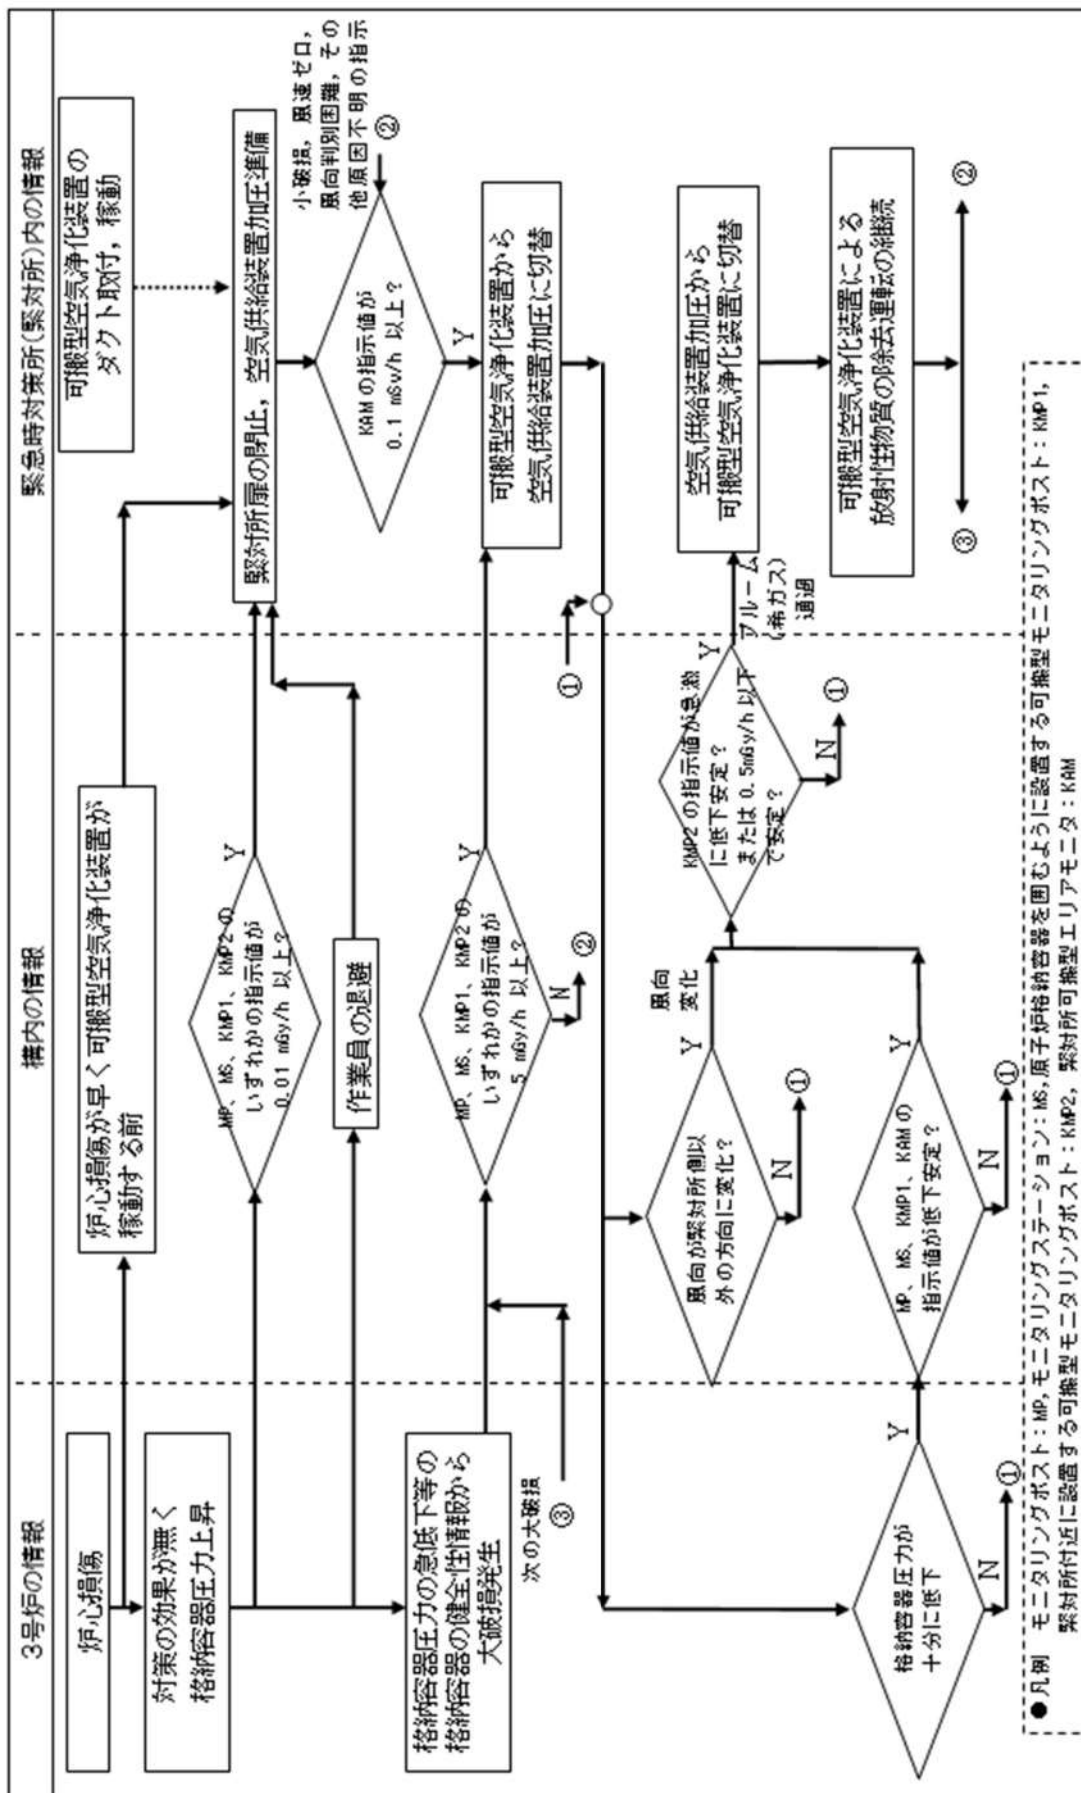 3号炉の情報
構内の情報
緊急時対策所(緊対所)内の情報
炉心損傷
対策の効果が無く
格納容器圧力上昇
格納容器圧力の急低下等の
格納容器の健全性情報から
大破損発生
次の大破損
③
格納容器圧力が
十分に低下
Y
N
①
炉心損傷が早く可搬型空気浄化装置が
稼動する前
MP、MS、KMP1、KMP2の
いずれかの指示値が
0.01 mGy/h 以上?
Y
作業員の退避
MP、MS、KMP1、KMP2の
いずれかの指示値が
5 mGy/h 以上?
Y
N
②
風向が緊対所側以
外の方向に変化?
Y
風向
変化
N
①
MP、MS、KMP1、KAMの
指示値が低下安定?
Y
N
①
KMP2の指示値が急激
に低下安定?
または0.5mGy/h以下
で安定?
Y
N
①
プルーム
(希ガス)
通過
①
可搬型空気浄化装置の
ダクト取付，稼動
緊対所扉の閉止，空気供給装置加圧準備
小破損，風速ゼロ，
風向判別困難，その
他原因不明の指示
②
KAMの指示値が
0.1 mSv/h 以上?
Y
可搬型空気浄化装置から
空気供給装置加圧に切替
空気供給装置加圧から
可搬型空気浄化装置に切替
可搬型空気浄化装置による
放射性物質の除去運転の継続
③
②
●凡例 モニタリングポスト:MP,モニタリングステーション:MS,原子炉格納容器を囲むように設置する可搬型モニタリングポスト:KMP1,
緊対所付近に設置する可搬型モニタリングポスト:KMP2, 緊対所可搬型エリアモニタ:KAM